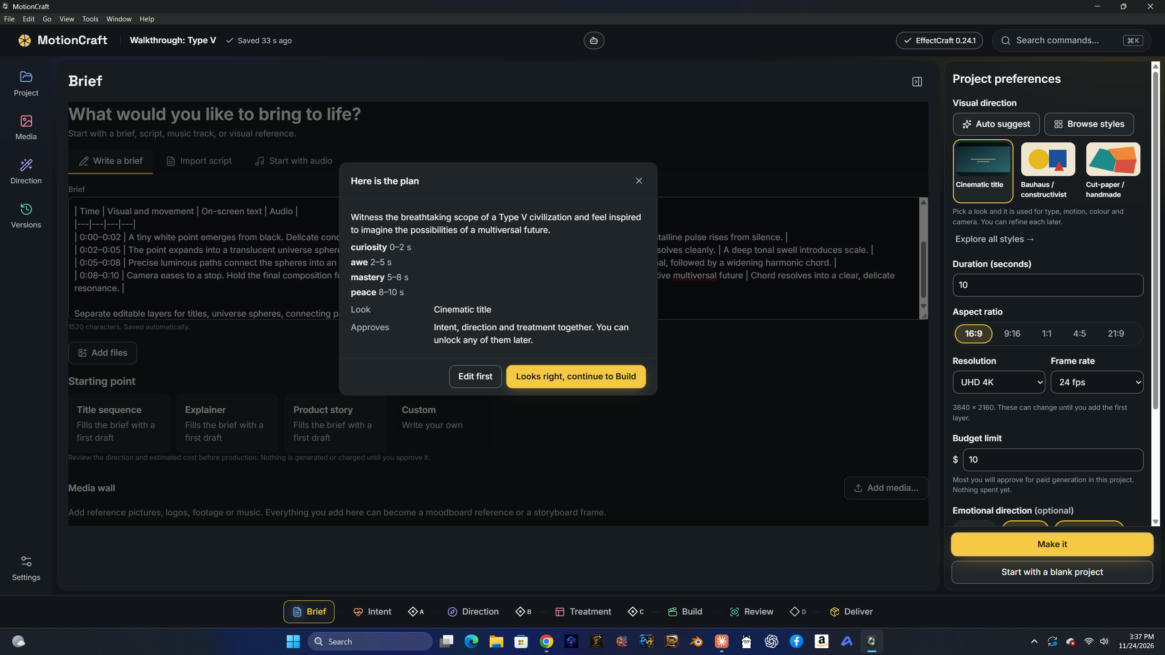 MotionCraft
File Edit Go View Tools Window Help
MotionCraft
Walkthrough: Type V
Saved 33 s ago
EffectCraft 0.24.1
Search commands...
⌘K
Project
Media
Direction
Versions
Settings
Brief
What would you like to bring to life?
Start with a brief, script, music track, or visual reference.
Write a brief
Import script
Start with audio
Brief
| Time | Visual and movement | On-screen text | Audio |
|---|---|---|---|
| 0:00–0:02 | A tiny white point emerges from black. Delicate
talline pulse rises from silence. |
| 0:02–0:05 | The point expands into a translucent universe
solves cleanly. | A deep tonal swell introduces scale. |
| 0:05–0:08 | Precise luminous paths connect the spheres into an
followed by a widening harmonic chord. |
| 0:08–0:10 | Camera eases to a stop. Hold the final composition
multiversal future | Chord resolves into a clear, delicate
resonance. |
Separate editable layers for titles, universe spheres, connecting
1520 characters. Saved automatically.
Add files
Starting point
Title sequence
Fills the brief with a
first draft
Explainer
Fills the brief with a
first draft
Product story
Fills the brief with a
first draft
Custom
Write your own
Review the direction and estimated cost before production. Nothing is generated or charged until you approve it.
Media wall
Add media...
Add reference pictures, logos, footage or music. Everything you add here can become a moodboard reference or a storyboard frame.
Here is the plan
Witness the breathtaking scope of a Type V civilization and feel inspired
to imagine the possibilities of a multiversal future.
curiosity 0–2 s
awe 2–5 s
mastery 5–8 s
peace 8–10 s
Look Cinematic title
Approves Intent, direction and treatment together. You can
unlock any of them later.
Edit first
Looks right, continue to Build
Project preferences
Visual direction
Auto suggest
Browse styles
Cinematic title
Bauhaus /
constructivist
Cut-paper /
handmade
Pick a look and it is used for type, motion, colour and
camera. You can refine each later.
Explore all styles →
Duration (seconds)
10
Aspect ratio
16:9 9:16 1:1 4:5 21:9
Resolution Frame rate
UHD 4K 24 fps
3840 × 2160. These can change until you add the first
layer.
Budget limit
$ 10
Most you will approve for paid generation in this project.
Nothing spent yet.
Emotional direction (optional)
Make it
Start with a blank project
Brief Intent A Direction B Treatment C Build Review D Deliver
Search
3:37 PM
11/24/2026